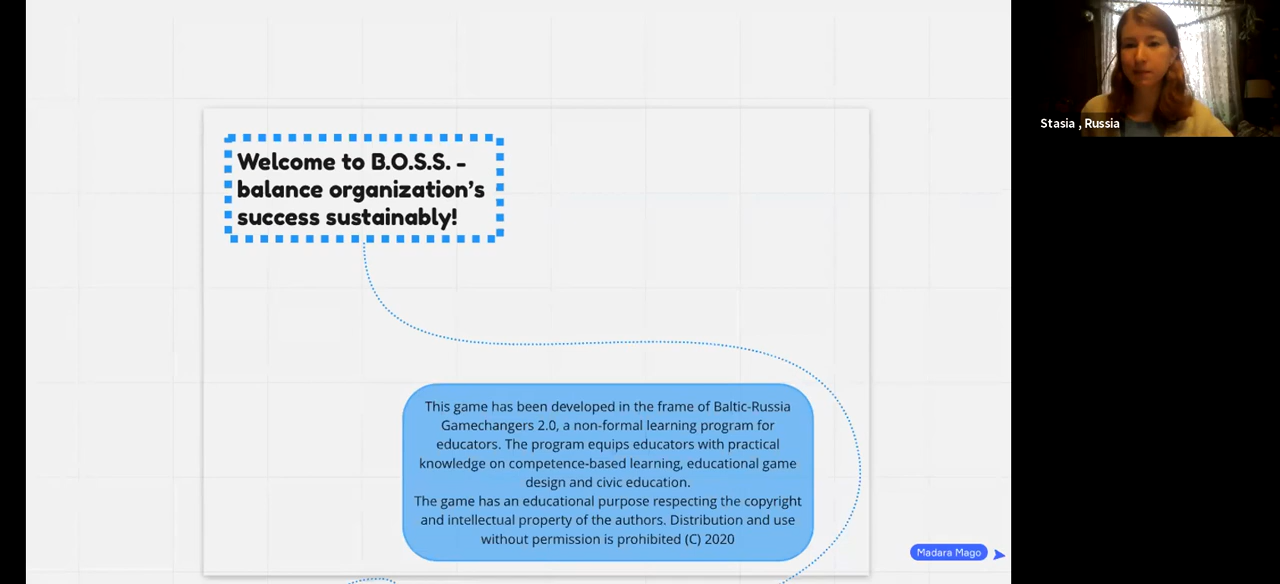 Welcome to B.O.S.S. -
balance organization's
success sustainably!
This game has been developed in the frame of Baltic-Russia
Gamechangers 2.0, a non-formal learning program for
educators. The program equips educators with practical
knowledge on competence-based learning, educational game
design and civic education.
The game has an educational purpose respecting the copyright
and intellectual property of the authors. Distribution and use
without permission is prohibited (C) 2020
Stasia , Russia
Madara Mago